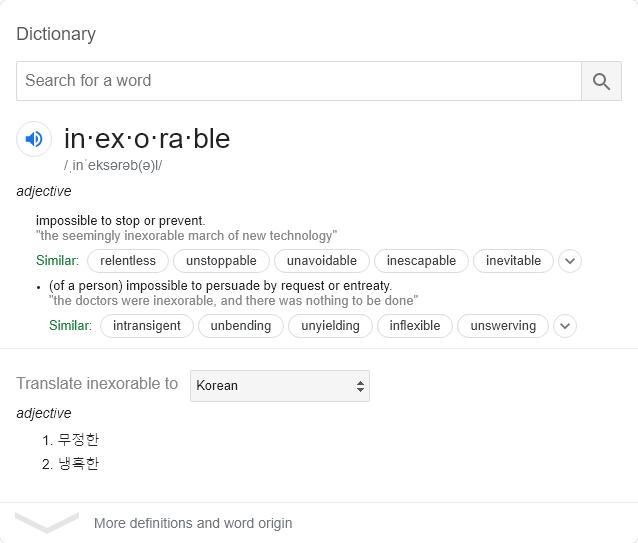 Dictionary
Search for a word
in·ex·o·ra·ble
/ˌinˈeksərəb(ə)l/
adjective
impossible to stop or prevent.
"the seemingly inexorable march of new technology"
Similar: relentless unstoppable unavoidable inescapable inevitable
• (of a person) impossible to persuade by request or entreaty.
"the doctors were inexorable, and there was nothing to be done"
Similar: intransigent unbending unyielding inflexible unswerving
Translate inexorable to Korean
adjective
1. 무정한
2. 냉혹한
More definitions and word origin